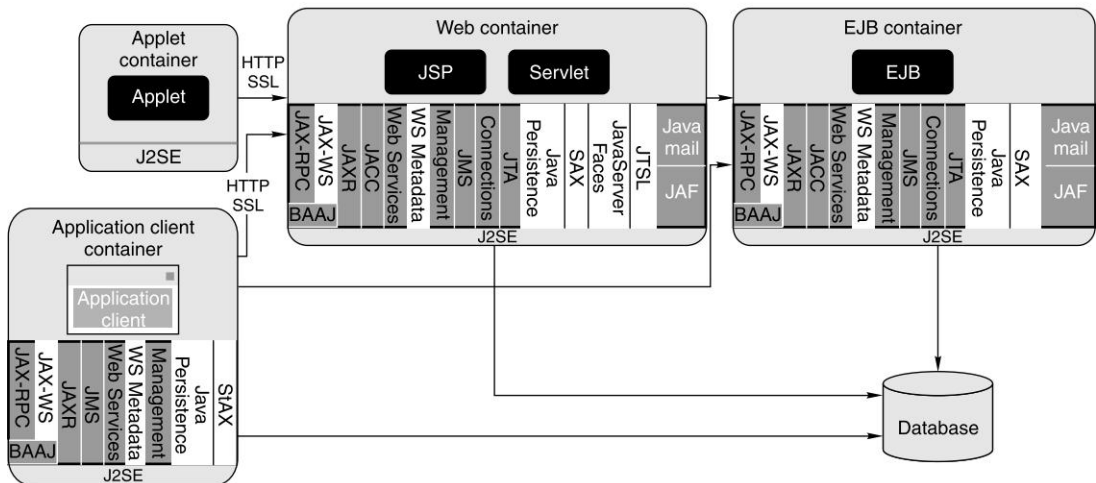 Applet
container
Applet
J2SE
HTTP
SSL
HTTP
SSL
Web container
JSP
Servlet
JAX-RPC
JAX-WS
BAAJ
JAXR
JACC
Web Services
WS Metadata
Management
JMS
Connections
JTA
Java
Persistence
SAX
JavaServer
Faces
JTSL
Java
mail
JAF
J2SE
EJB container
EJB
JAX-RPC
JAX-WS
BAAJ
JAXR
JACC
Web Services
WS Metadata
Management
JMS
Connections
JTA
Java
Persistence
SAX
Java
mail
JAF
J2SE
Application client
container
Application
client
JAX-RPC
JAX-WS
BAAJ
JAXR
JMS
Web Services
WS Metadata
Management
Java
Persistence
StAX
J2SE
Database